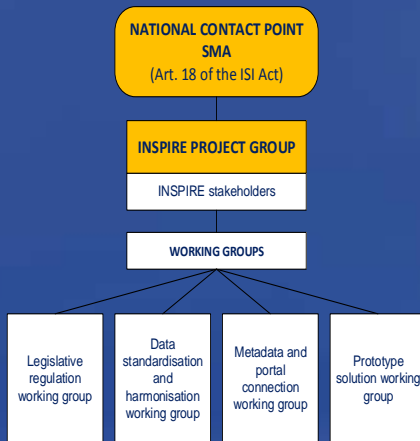 NATIONAL CONTACT POINT
SMA
(Art. 18 of the ISI Act)
INSPIRE PROJECT GROUP
INSPIRE stakeholders
WORKING GROUPS
Legislative
regulation
working group
Data
standardisation
and
harmonisation
working group
Metadata and
portal
connection
working group
Prototype
solution working
group